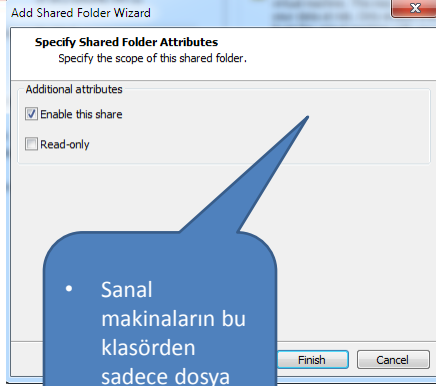 Add Shared Folder Wizard
Specify Shared Folder Attributes
Specify the scope of this shared folder.
Additional attributes
Enable this share
Read-only
• Sanal
makinaların bu
klasörden
sadece dosya
Finish
Cancel